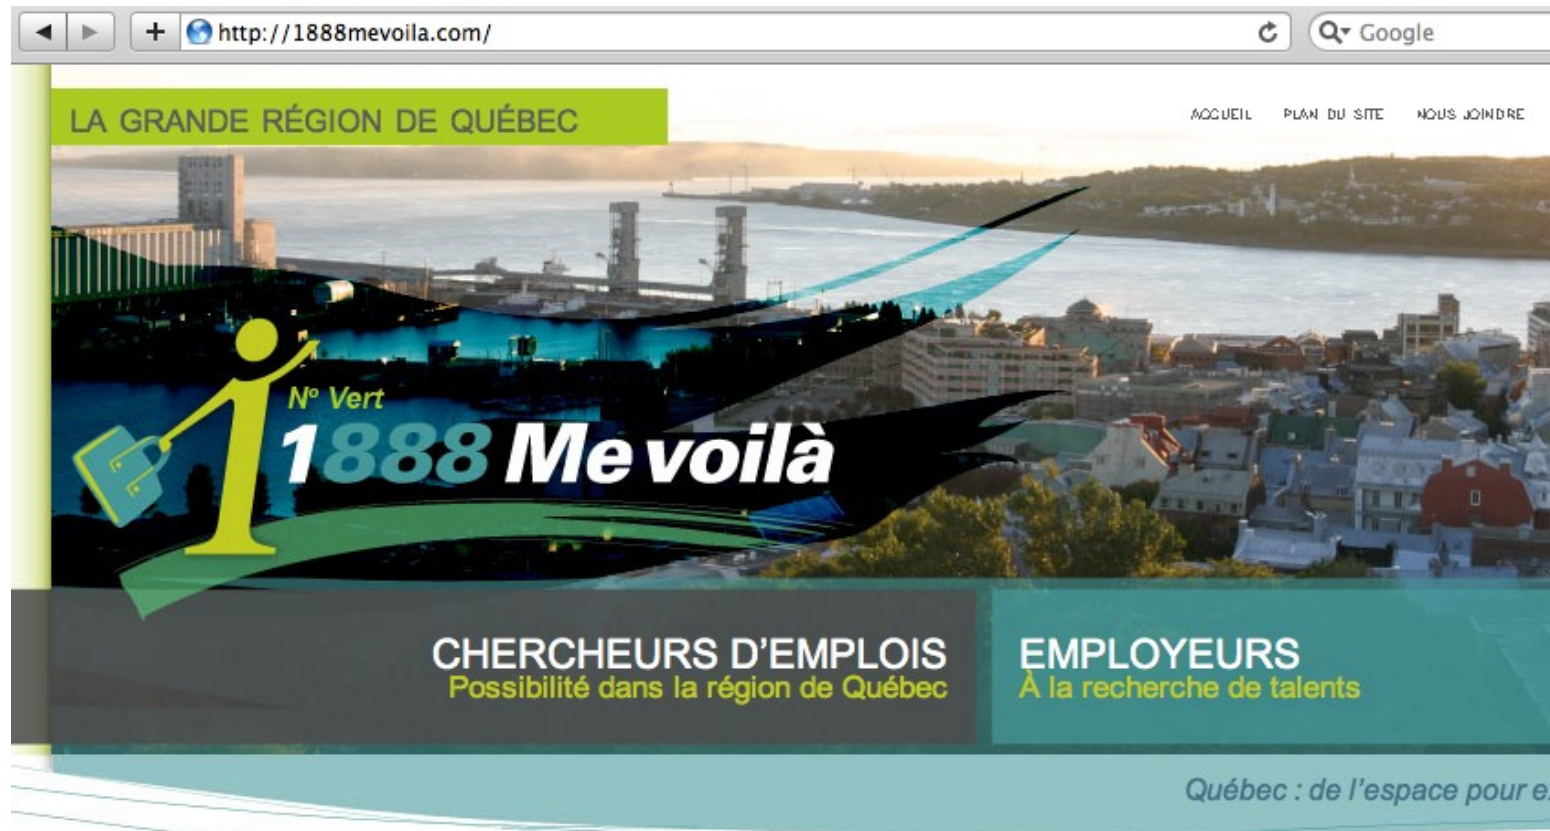 http://1888mevoila.com/
Google
LA GRANDE RÉGION DE QUÉBEC
ACCUEIL PLAN DU SITE NOUS JOINDRE
Nº Vert
1888 Me voilà
CHERCHEURS D'EMPLOIS
Possibilité dans la région de Québec
EMPLOYEURS
À la recherche de talents
Québec : de l'espace pour